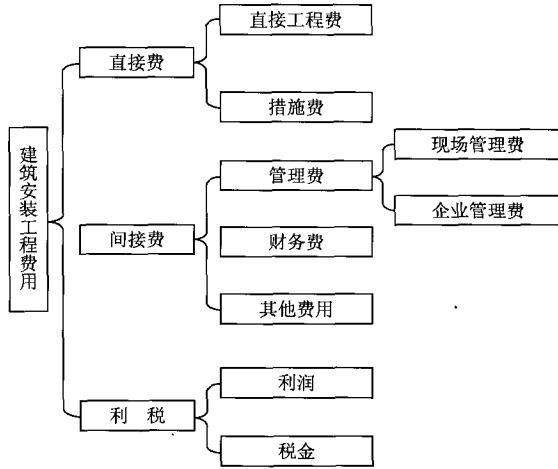 建筑安装工程费用
直接费
直接工程费
措施费
间接费
管理费
现场管理费
企业管理费
财务费
其他费用
利 税
利润
税金